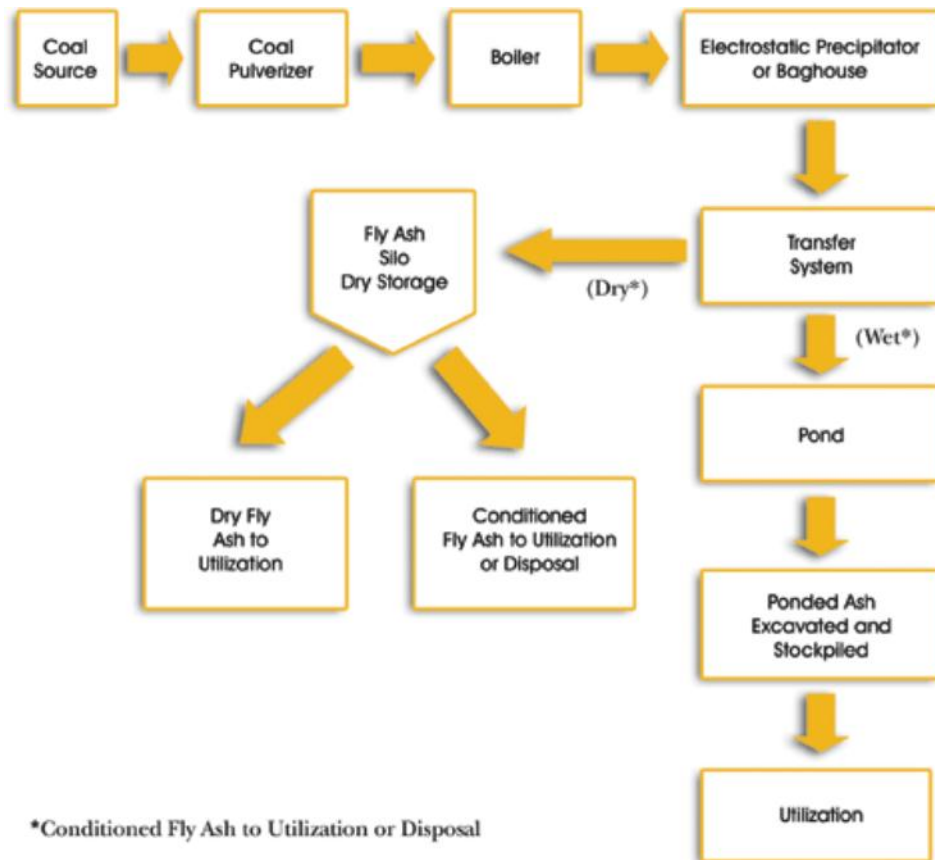 Coal
Source
Coal
Pulverizer
Boiler
Electrostatic Precipitator
or Baghouse
Transfer
System
(Dry*)
Fly Ash
Silo
Dry Storage
(Wet*)
Pond
Dry Fly
Ash to
Utilization
Conditioned
Fly Ash to Utilization
or Disposal
Ponded Ash
Excavated and
Stockpiled
Utilization
*Conditioned Fly Ash to Utilization or Disposal